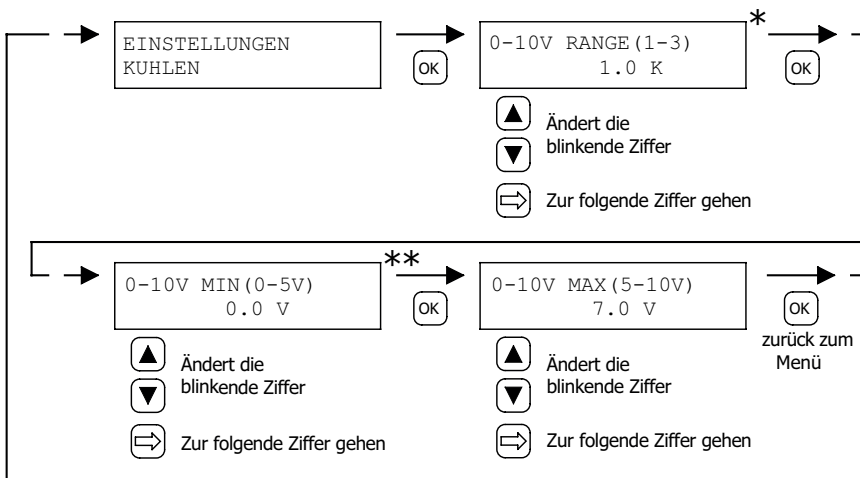 EINSTELLUNGEN
KUHLEN
OK
0-10V RANGE(1-3)
1.0 K
*
OK
Ändert die
blinkende Ziffer
Zur folgende Ziffer gehen
0-10V MIN(0-5V)
0.0 V
**
OK
0-10V MAX(5-10V)
7.0 V
OK
zurück zum
Menü
Ändert die
blinkende Ziffer
Zur folgende Ziffer gehen
Ändert die
blinkende Ziffer
Zur folgende Ziffer gehen